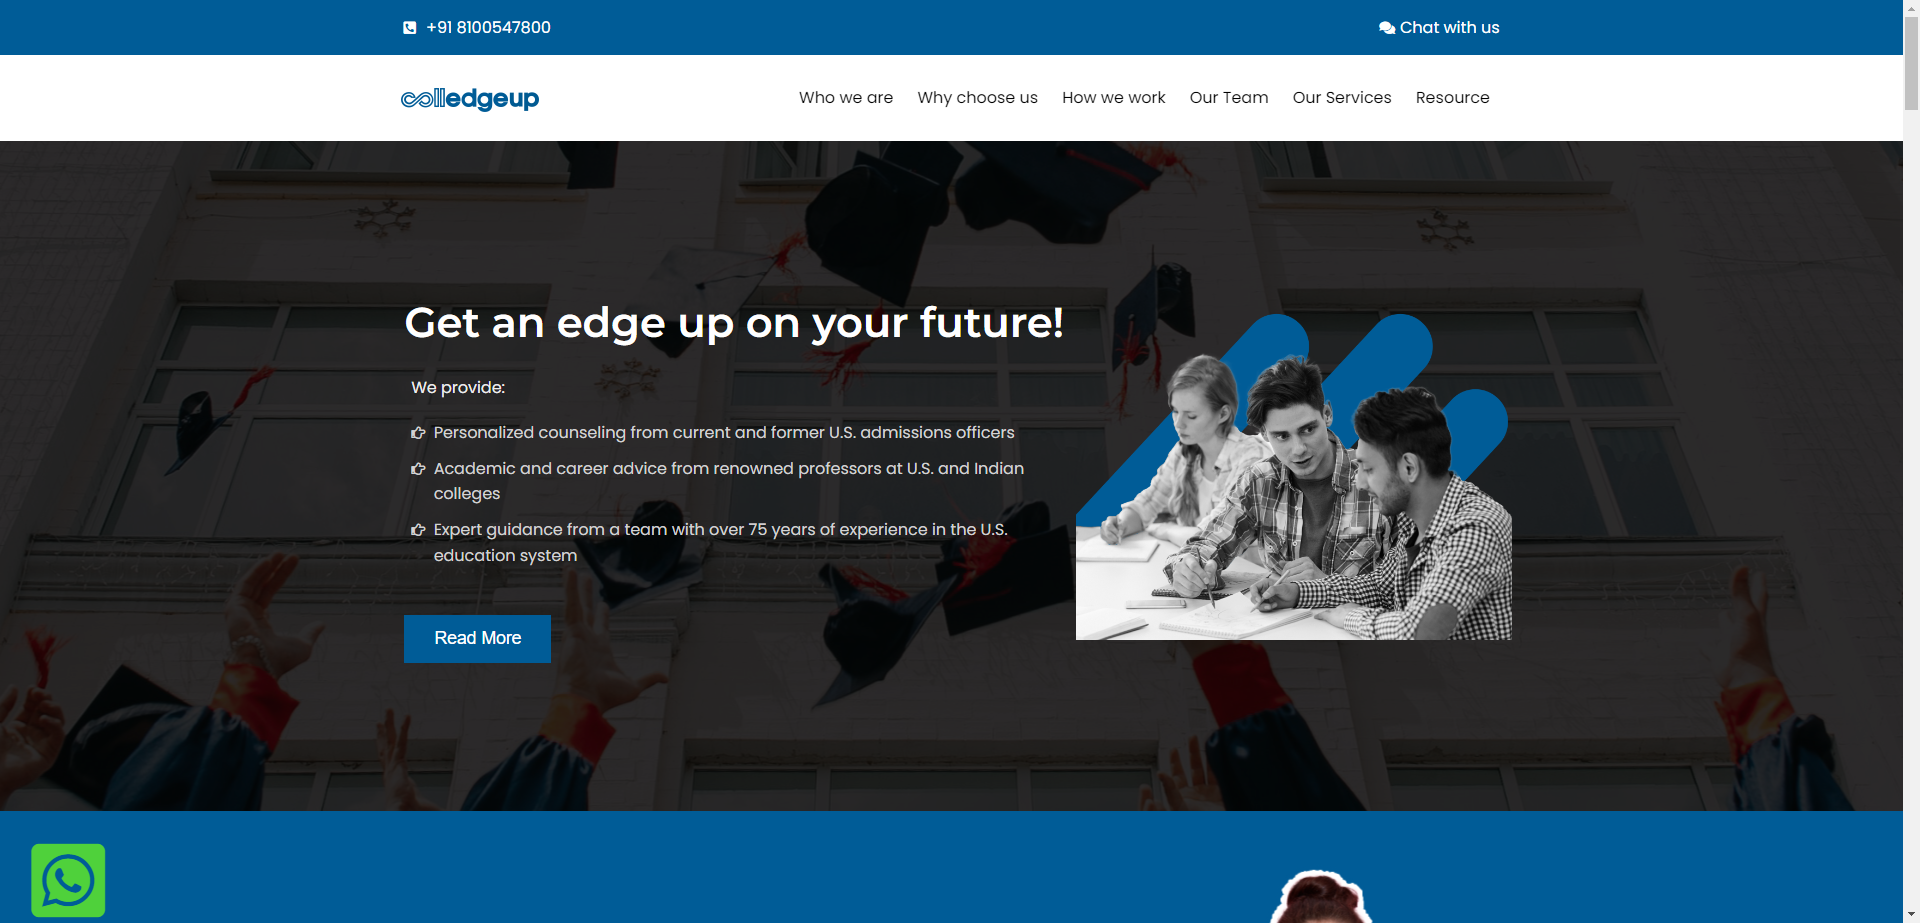 +91 8100547800
Chat with us
colledgeup
Who we are
Why choose us
How we work
Our Team
Our Services
Resource
Get an edge up on your future!
We provide:
Personalized counseling from current and former U.S. admissions officers
Academic and career advice from renowned professors at U.S. and Indian
colleges
Expert guidance from a team with over 75 years of experience in the U.S.
education system
Read More